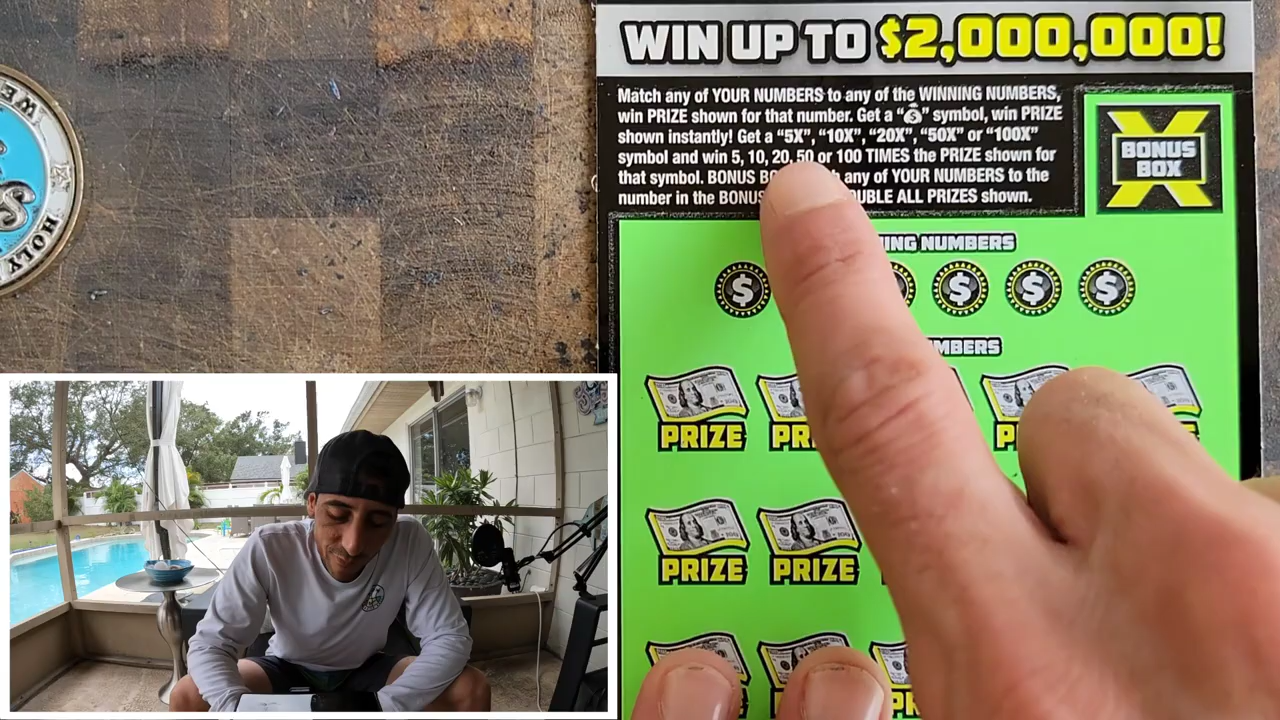 WIN UP TO $2,000,000!
Match any of YOUR NUMBERS to any of the WINNING NUMBERS,
win PRIZE shown for that number. Get a "$" symbol, win PRIZE
shown instantly! Get a "5X", "10X", "20X", "50X" or "100X"
symbol and win 5, 10, 20, 50 or 100 TIMES the PRIZE shown for
that symbol. BONUS any of YOUR NUMBERS to the
number in the BONUS ALL PRIZES shown.
X
BONUS
BOX
NUMBERS
$ $ $ $
PRIZE
PRIZE PRIZE
HOLY